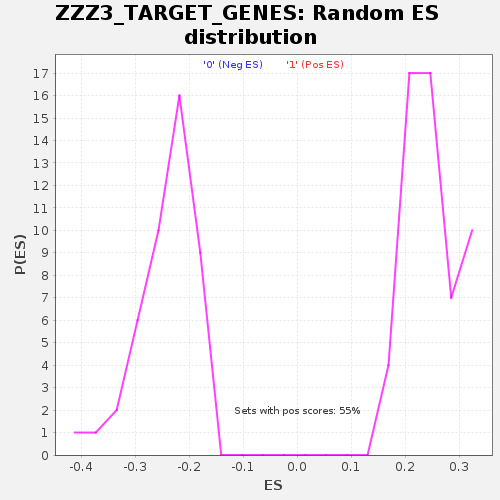 ZZZ3_TARGET_GENES: Random ES
distribution
'0' (Neg ES) '1' (Pos ES)
17
16
15
14
13
12
11
10
9
8
7
6
5
4
3
2
1
0
P(ES)
Sets with pos scores: 55%
-0.4 -0.3 -0.2 -0.1 0.0 0.1 0.2 0.3
ES